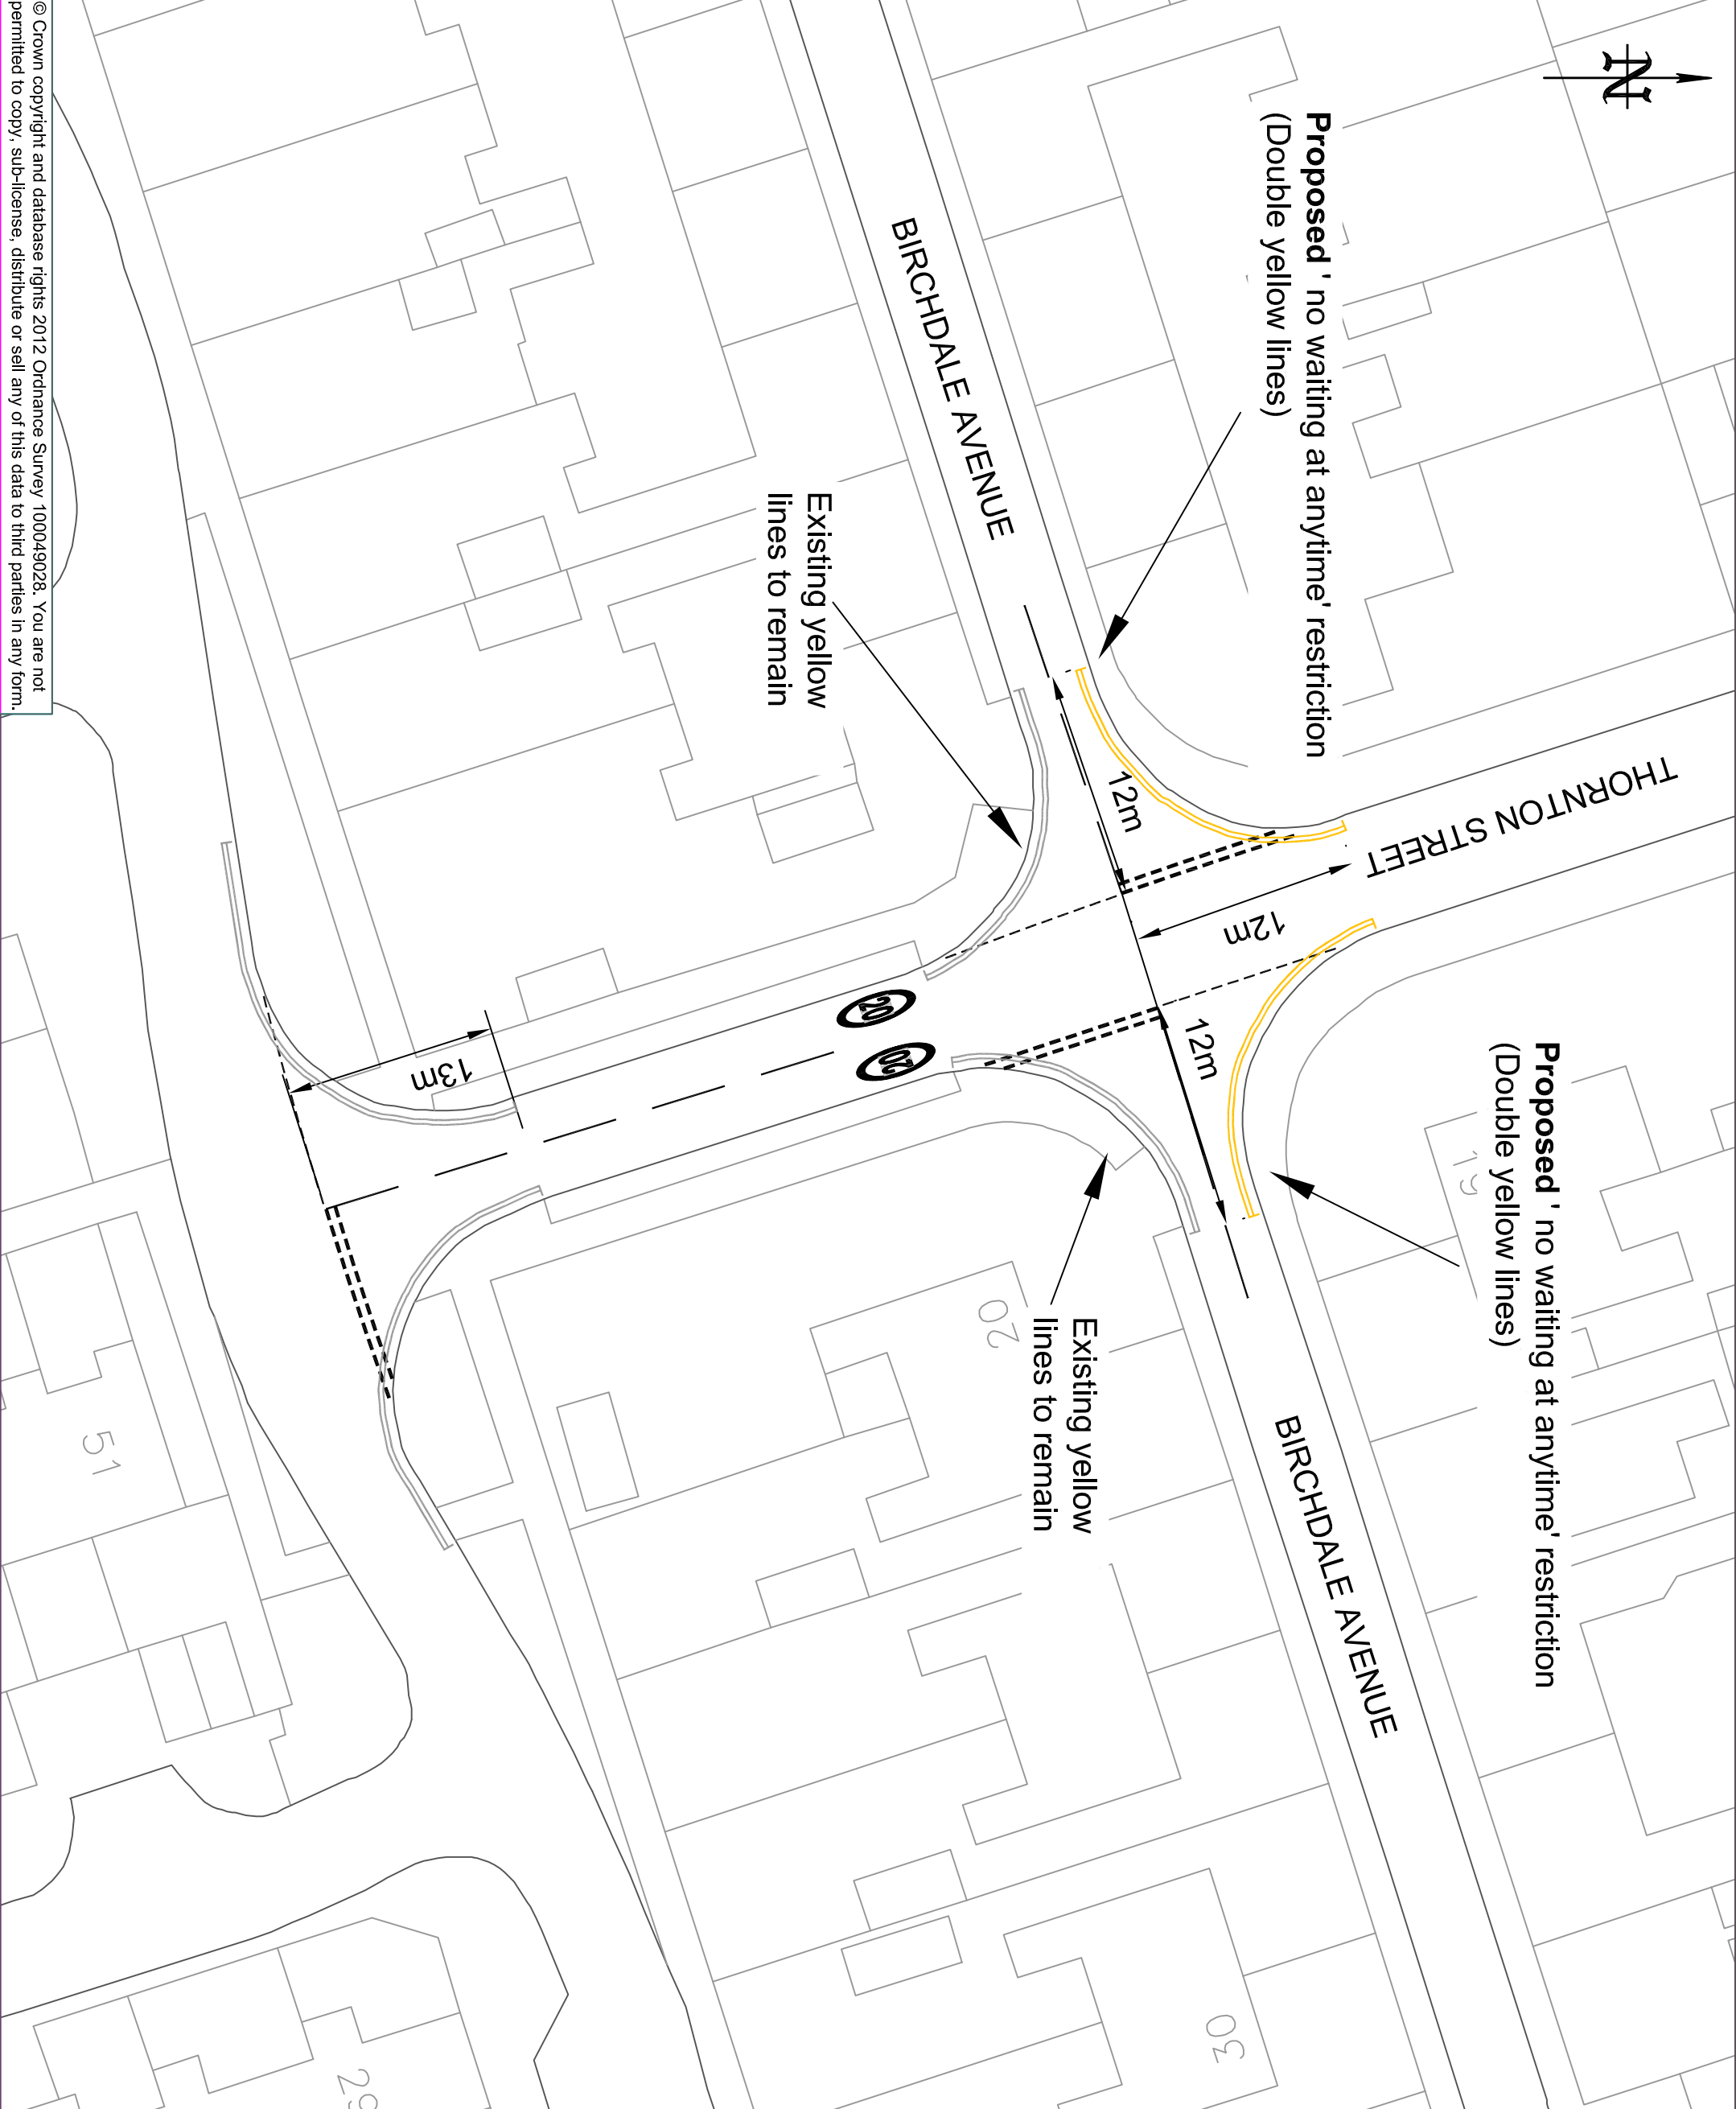 N
Proposed ' no waiting at anytime' restriction
(Double yellow lines)
BIRCHDALE AVENUE
Existing yellow
lines to remain
THORNTON STREET
12m
12m
12m
Proposed ' no waiting at anytime' restriction
(Double yellow lines)
19
20
20
13m
20
Existing yellow
lines to remain
BIRCHDALE AVENUE
51
30
© Crown copyright and database rights 2012 Ordnance Survey 100049028. You are not
permitted to copy, sub-license, distribute or sell any of this data to third parties in any form.